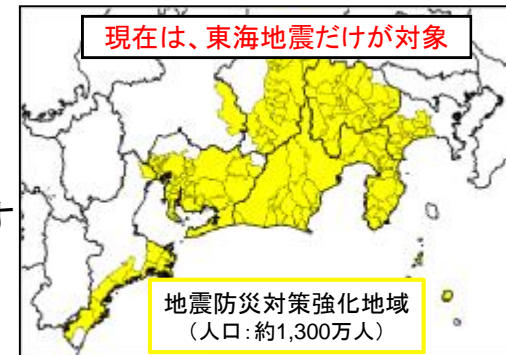 現在は、東海地震だけが対象
す
地震防災対策強化地域
（人口：約1,300万人）